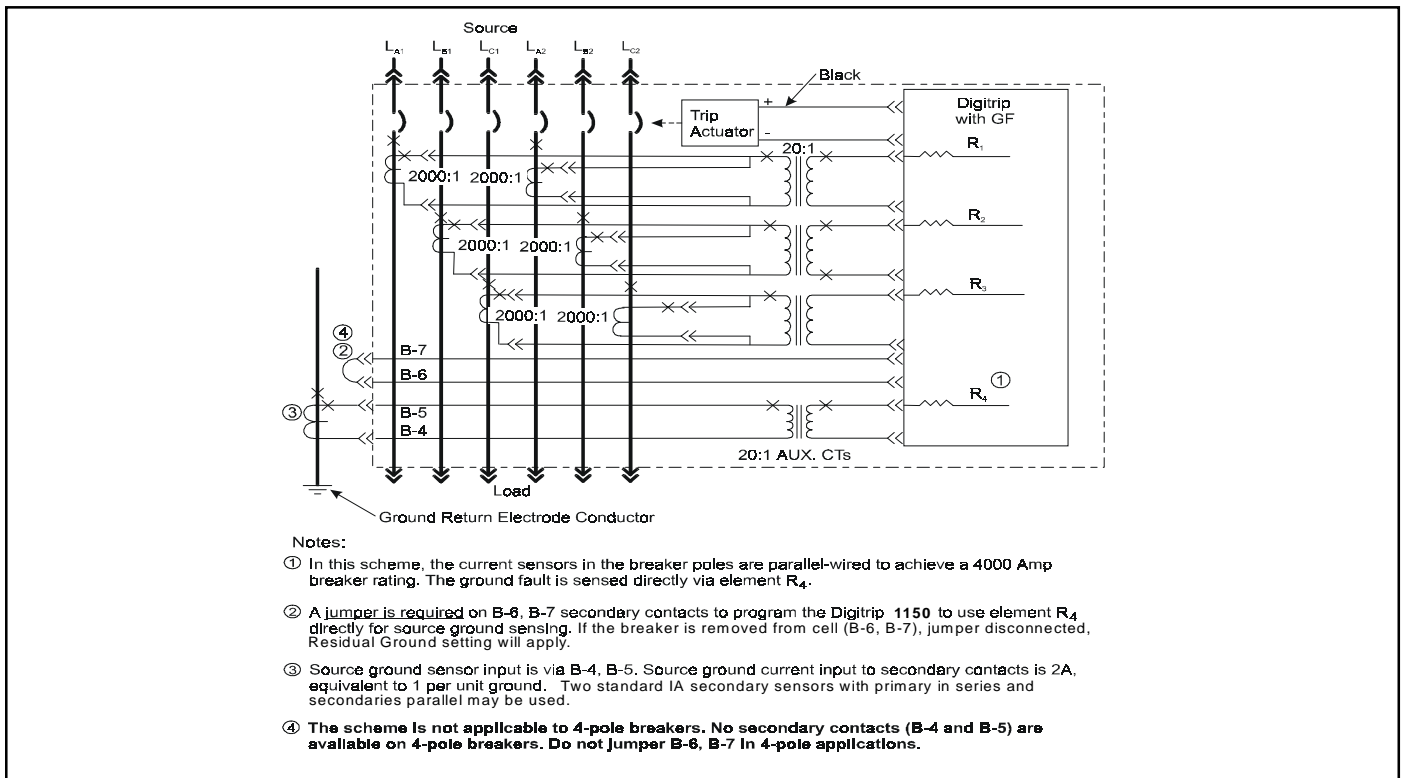 Source
LA1 LB1 LC1 LA2 LB2 LC2
Black
+
Trip
Actuator
-
Digitrip
with GF
20:1
R1
2000:1 2000:1
R2
2000:1 2000:1
R3
2000:1 2000:1
④
②
B-7
B-6
①
R4
③
B-5
B-4
20:1 AUX. CTs
Load
Ground Return Electrode Conductor
Notes:
① In this scheme, the current sensors in the breaker poles are parallel-wired to achieve a 4000 Amp
breaker rating. The ground fault is sensed directly via element R4.
② A jumper is required on B-6, B-7 secondary contacts to program the Digitrip 1150 to use element R4
directly for source ground sensing. If the breaker is removed from cell (B-6, B-7), jumper disconnected,
Residual Ground setting will apply.
③ Source ground sensor input is via B-4, B-5. Source ground current input to secondary contacts is 2A,
equivalent to 1 per unit ground. Two standard IA secondary sensors with primary in series and
secondaries parallel may be used.
④ The scheme is not applicable to 4-pole breakers. No secondary contacts (B-4 and B-5) are
available on 4-pole breakers. Do not jumper B-6, B-7 in 4-pole applications.